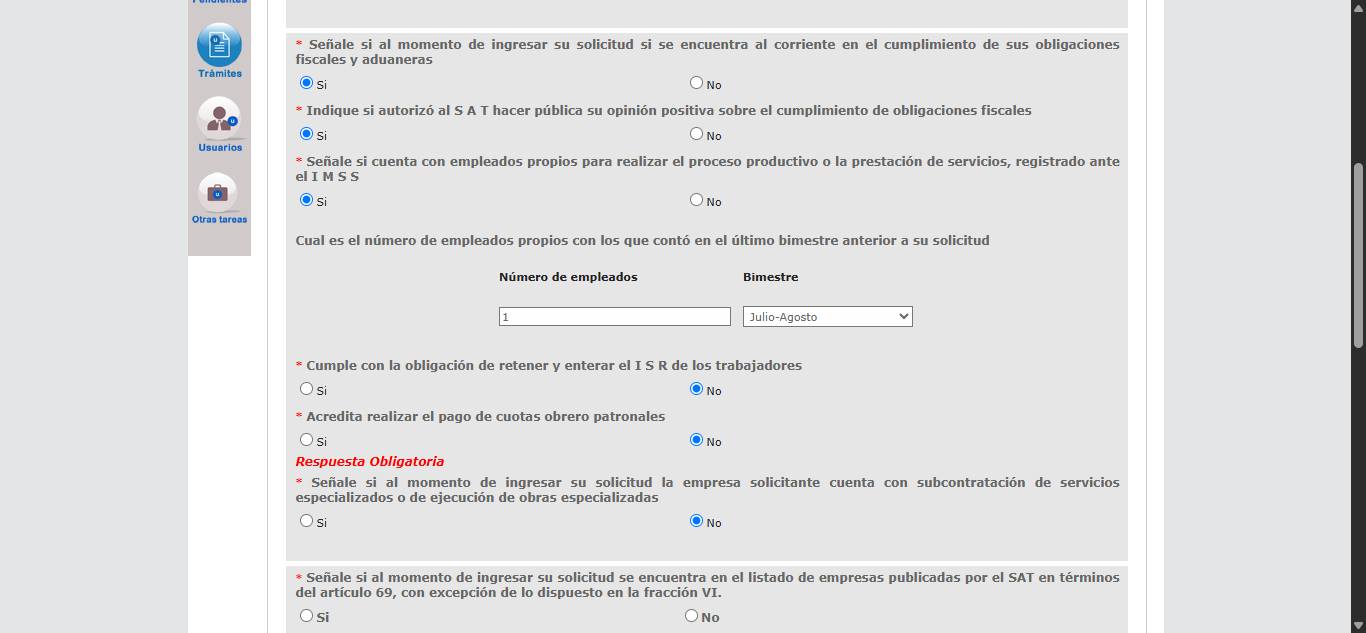 Pendientes
Trámites
Usuarios
Otras tareas
* Señale si al momento de ingresar su solicitud si se encuentra al corriente en el cumplimiento de sus obligaciones
fiscales y aduaneras
Si No
* Indique si autorizó al S A T hacer pública su opinión positiva sobre el cumplimiento de obligaciones fiscales
Si No
* Señale si cuenta con empleados propios para realizar el proceso productivo o la prestación de servicios, registrado ante
el I M S S
Si No
Cual es el número de empleados propios con los que contó en el último bimestre anterior a su solicitud
Número de empleados Bimestre
1 Julio-Agosto
* Cumple con la obligación de retener y enterar el I S R de los trabajadores
Si No
* Acredita realizar el pago de cuotas obrero patronales
Si No
Respuesta Obligatoria
* Señale si al momento de ingresar su solicitud la empresa solicitante cuenta con subcontratación de servicios
especializados o de ejecución de obras especializadas
Si No
* Señale si al momento de ingresar su solicitud se encuentra en el listado de empresas publicadas por el SAT en términos
del artículo 69, con excepción de lo dispuesto en la fracción VI.
Si No